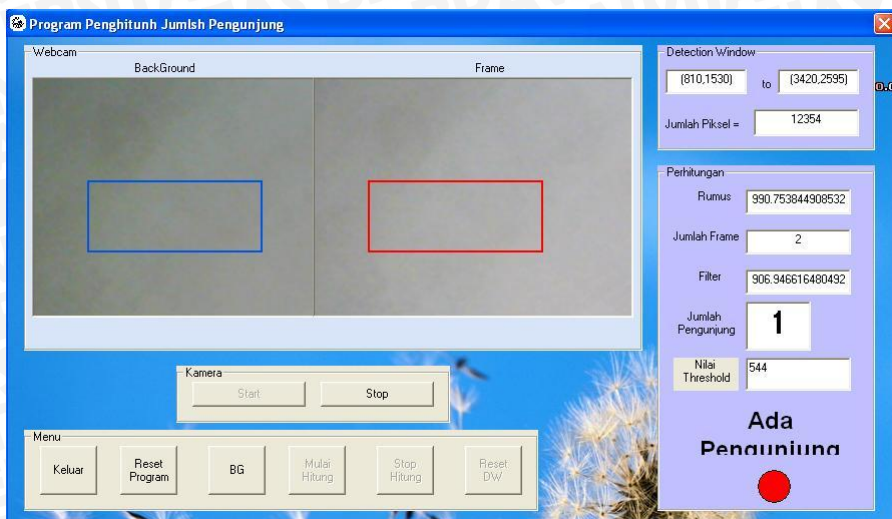 Program Penghitunh Jumlsh Pengunjung
Webcam
BackGround
Frame
Kamera
Start
Stop
Menu
Keluar
Reset
Program
BG
Mulai
Hitung
Stop
Hitung
Reset
DW
Detection Window
(810,1530) to (3420,2595)
Jumlah Piksel = 12354
Perhitungan
Rumus 990.753844908532
Jumlah Frame 2
Filter 906.946616480492
Jumlah
Pengunjung 1
Nilai
Threshold 544
Ada
Pengunjung